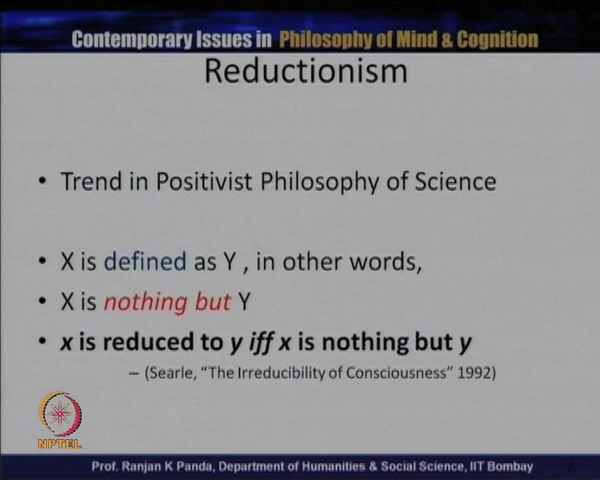 Contemporary Issues in Philosophy of Mind & Cognition
Reductionism
• Trend in Positivist Philosophy of Science
• X is defined as Y , in other words,
• X is nothing but Y
• x is reduced to y iff x is nothing but y
– (Searle, “The Irreducibility of Consciousness” 1992)
NPTEL
Prof. Ranjan K Panda, Department of Humanities & Social Science, IIT Bombay